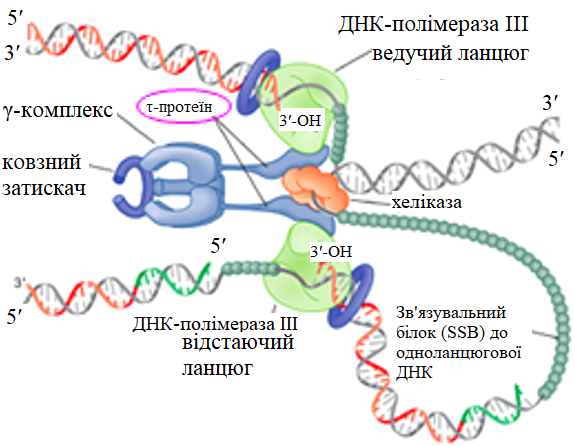 5′
3′
ДНК-полімераза III
ведучий ланцюг
γ-комплекс
τ-протеїн
3′-OH
3′
5′
ковзний
затискач
хеліказа
5′
3′-OH
3′
5′
ДНК-полімераза III
відстаючий
ланцюг
Зв'язувальний
білок (SSB) до
одноланцюгової
ДНК